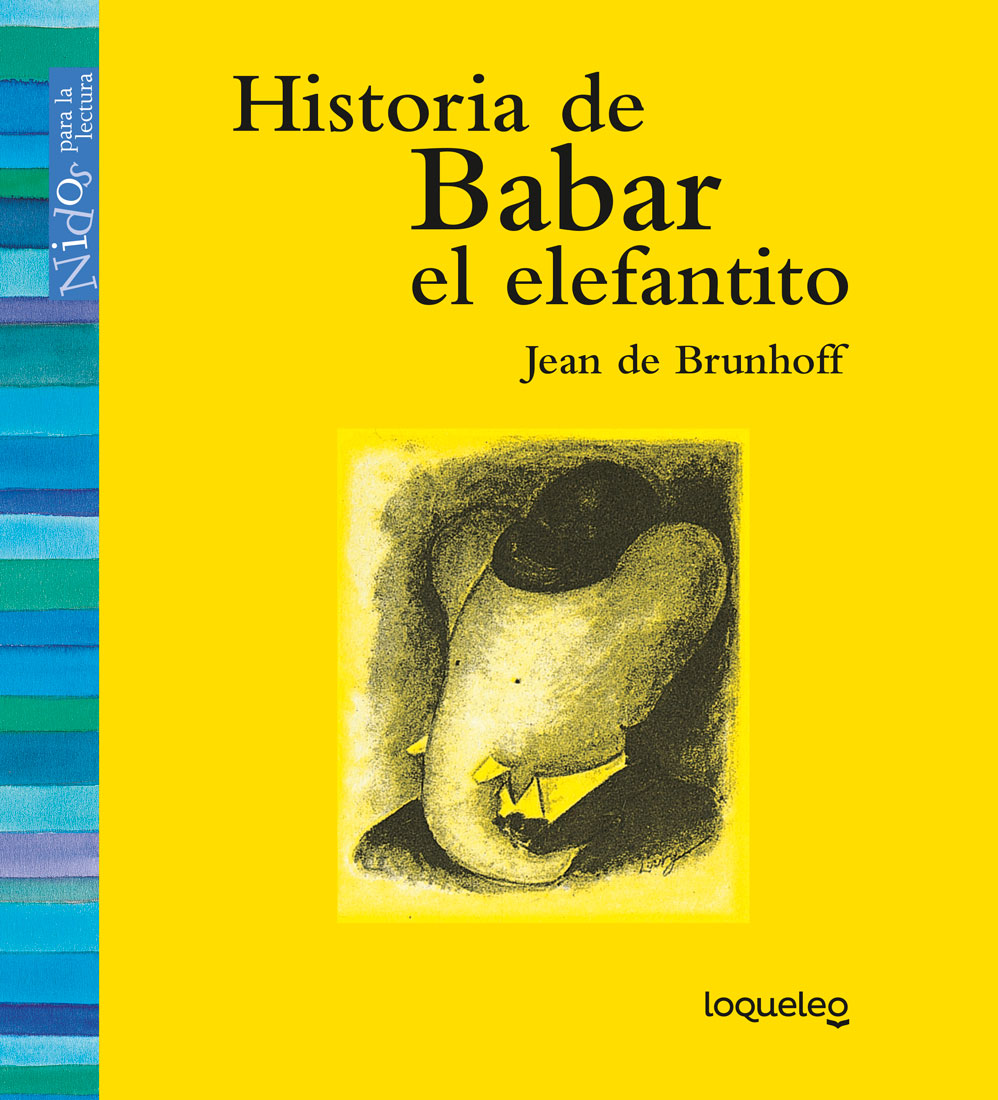 Historia de
Babar
el elefantito
Jean de Brunhoff
Nidos
para la
lectura
loqueleo